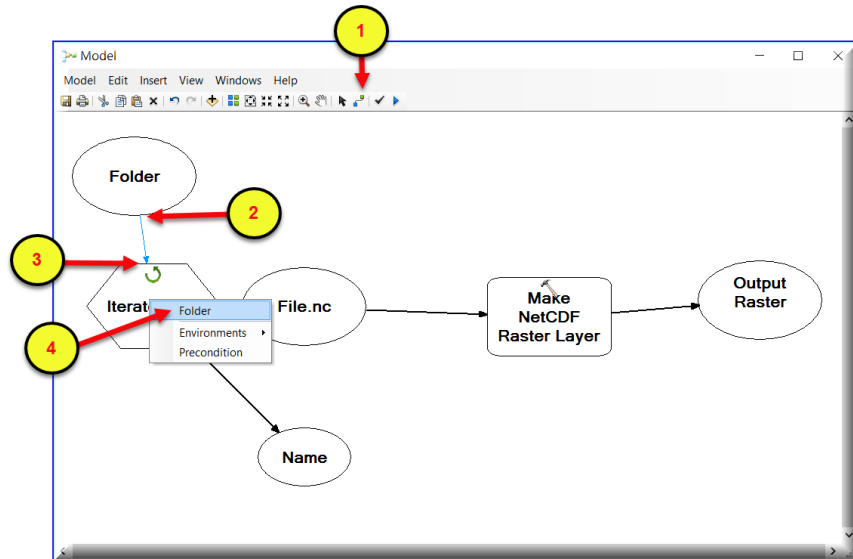 1
Model
Model Edit Insert View Windows Help
Folder
2
3
Iterat
File.nc
Folder
Environments
Precondition
4
Make
NetCDF
Raster Layer
Output
Raster
Name